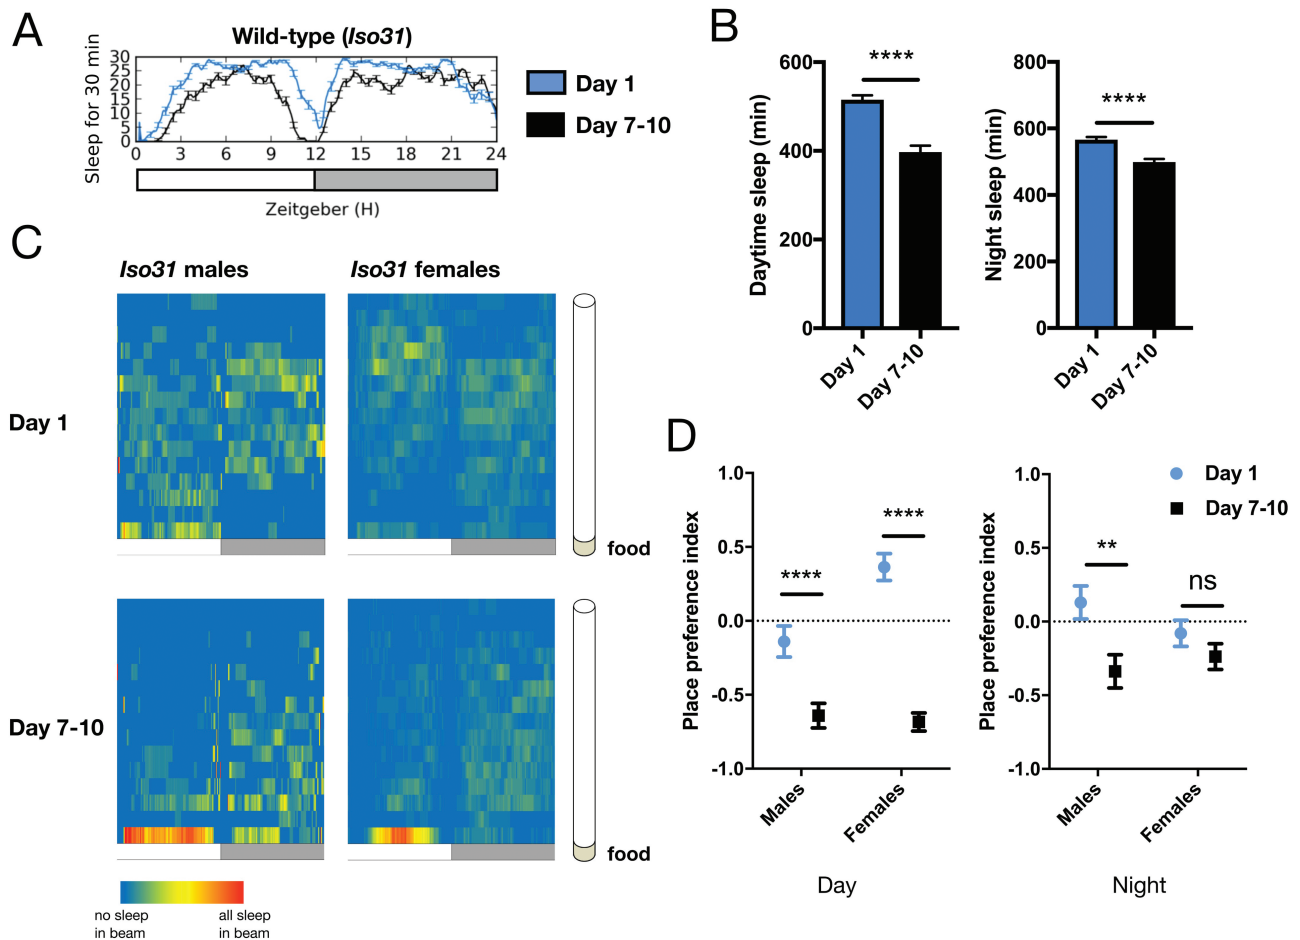 A
Wild-type (Iso31)
Sleep for 30 min
30
25
20
15
10
5
0
0 3 6 9 12 15 18 21 24
Zeitgeber (H)
Day 1
Day 7-10
B
Daytime sleep (min)
600
400
200
0
****
Day 1
Day 7-10
Night sleep (min)
800
600
400
200
0
****
Day 1
Day 7-10
C
Iso31 males
Iso31 females
Day 1
food
Day 7-10
food
no sleep
in beam
all sleep
in beam
D
Place preference index
1.0
0.5
0.0
-0.5
-1.0
****
****
Males
Females
Day
Place preference index
1.0
0.5
0.0
-0.5
-1.0
**
ns
Males
Females
Night
Day 1
Day 7-10